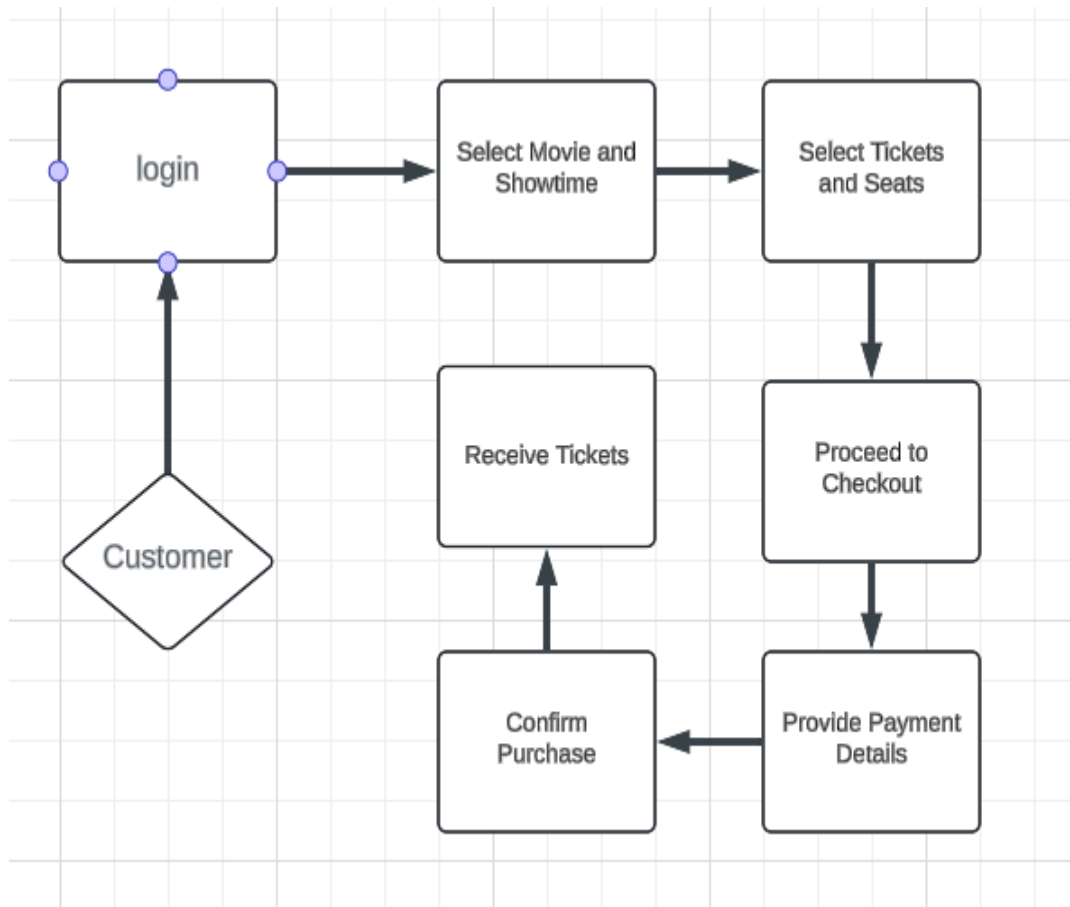 login
Select Movie and
Showtime
Select Tickets
and Seats
Receive Tickets
Proceed to
Checkout
Customer
Confirm
Purchase
Provide Payment
Details